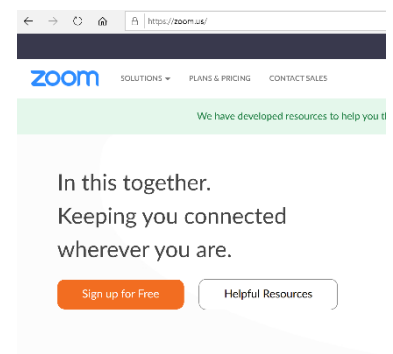 https://zoom.us/
zoom SOLUTIONS PLANS & PRICING CONTACT SALES
We have developed resources to help you
In this together.
Keeping you connected
wherever you are.
Sign up for Free Helpful Resources